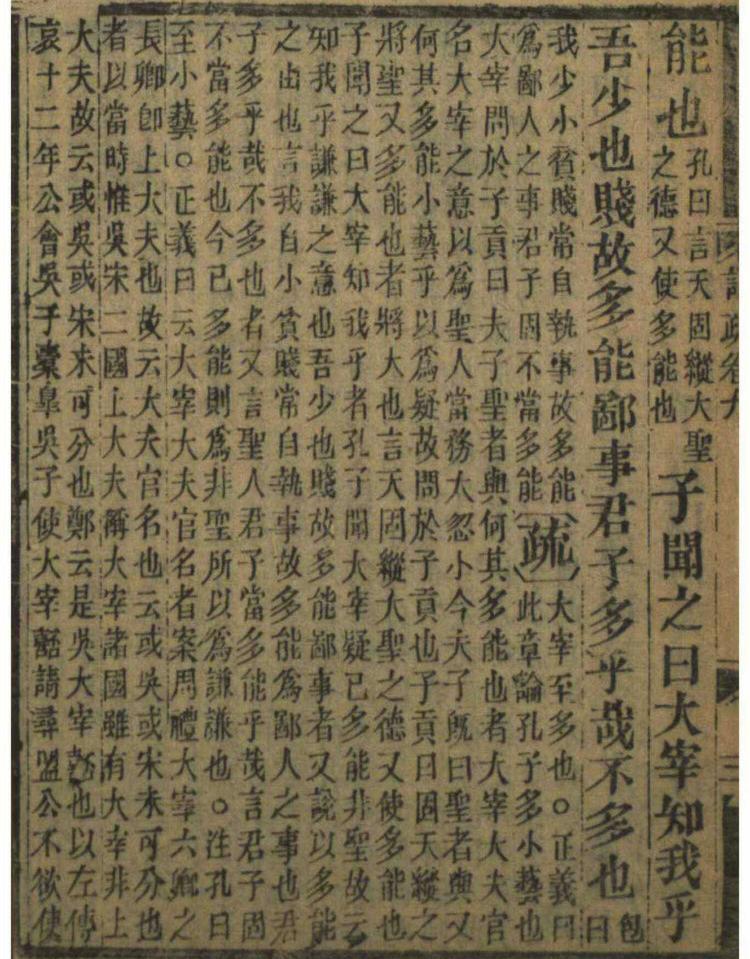 語疏卷九
能也
孔曰言天固縱大聖
之德又使多能也
子聞之曰大宰知我乎
吾少也賤故多能鄙事君子多乎哉不多也
包
曰
我少小貧賤常自執事故多能
爲鄙人之事君子固不當多能
疏
大宰至多也○正義曰
此章論孔子多小藝也
大宰問於子貢曰夫子聖者與何其多能也者大宰大夫官
名大宰之意以爲聖人當務大忽小今夫子既曰聖者與又
何其多能小藝乎以爲疑故問於子貢也子貢曰固天縱之
將聖又多能也者將大也言天固縱大聖之德又使多能也
子聞之曰大宰知我乎者孔子聞大宰疑已多能非聖故云
知我乎謙謙之意也吾少也賤故多能鄙事者又說以多能
之由也言我自小貧賤常自執事故多能爲鄙人之事也君
子多乎哉不多也者又言聖人君子當多能乎哉言君子固
不當多能也今已多能則爲非聖所以爲謙謙也○注孔曰
至小藝○正義曰云大宰大夫官名者案周禮大宰六卿之
長卿卽上大夫也故云大夫官名也云或吳或宋未可分也
者以當時惟吳宋二國上大夫稱大宰諸國雖有大宰非上
大夫故云或吳或宋未可分也鄭云是吳大宰嚭也以左傳
哀十二年公會吳于橐皋吳子使大宰嚭請尋盟公不欲使